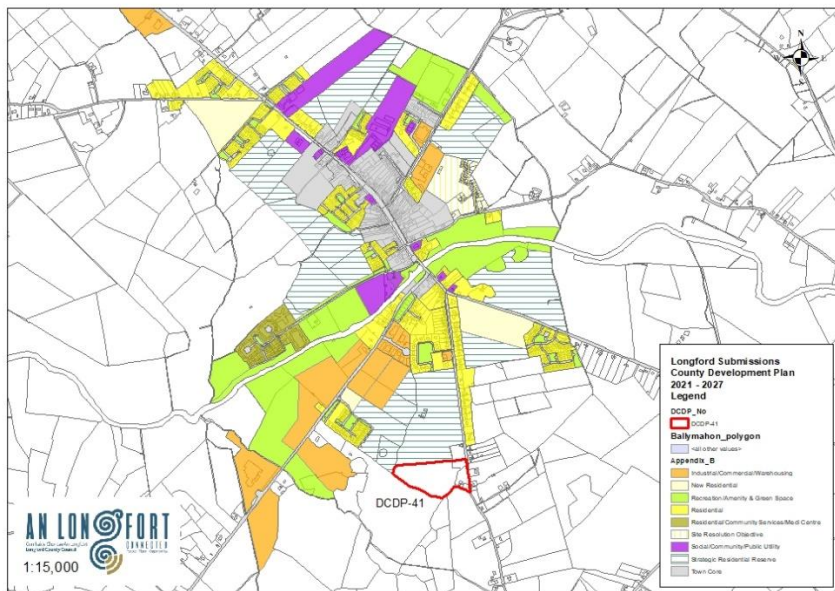 N
DCDP-41
Longford Submissions
County Development Plan
2021 - 2027
Legend
DCDP_No
DCDP-41
Ballymahon_polygon
<all other values>
Appendix_B
Industrial/Commercial/Warehousing
New Residential
Recreation/Amenity & Green Space
Residential
Residential/Community Services/Med Centre
Site Resolution Objective
Social/Community/Public Utility
Strategic Residential Reserve
Town Core
AN LONGFORT
Longford County Council
CONNECTED
1:15,000